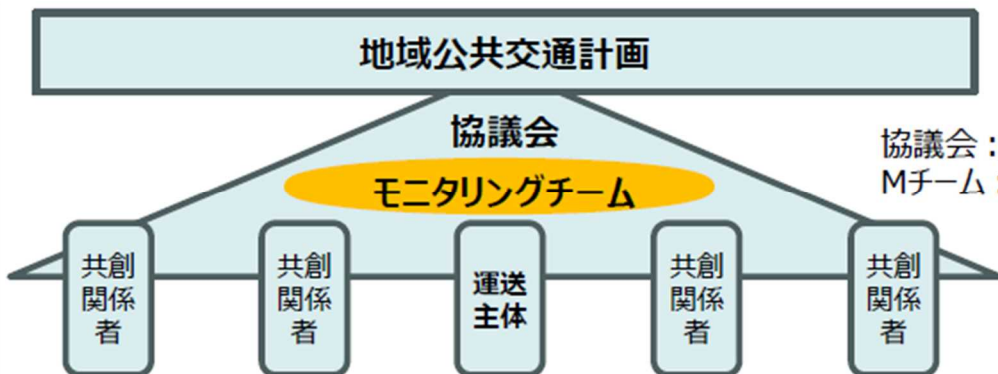 地域公共交通計画
協議会
協議会：
モニタリングチーム
Mチーム：
共創
関係
者
共創
関係
者
運送
主体
共創
関係
者
共創
関係
者